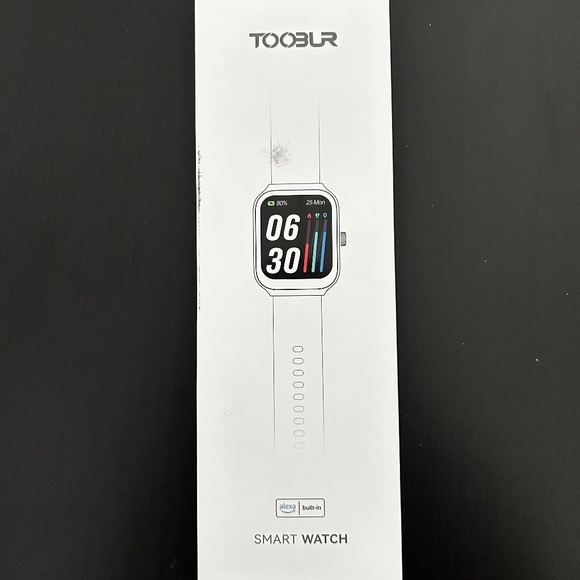 TOOBUR
80% 25 Mon
06
30
alexa built-in
SMART WATCH